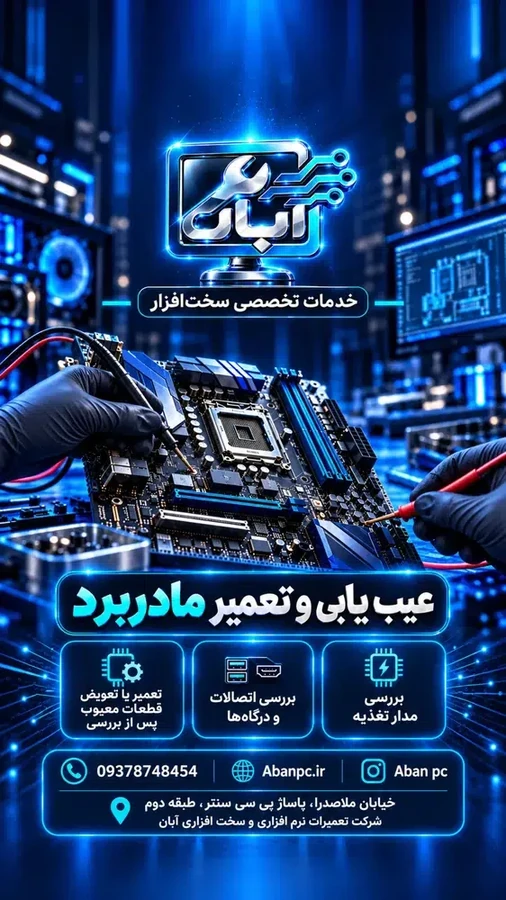 آبان
خدمات تخصصی سخت‌افزار
عیب یابی و تعمیر مادربرد
بررسی
مدار تغذیه
بررسی اتصالات
و درگاه‌ها
تعمیر یا تعویض
قطعات معیوب
پس از بررسی
09378748454
Abanpc.ir
Aban pc
خیابان ملاصدرا، پاساژ پی سی سنتر، طبقه دوم
شرکت تعمیرات نرم افزاری و سخت افزاری آبان